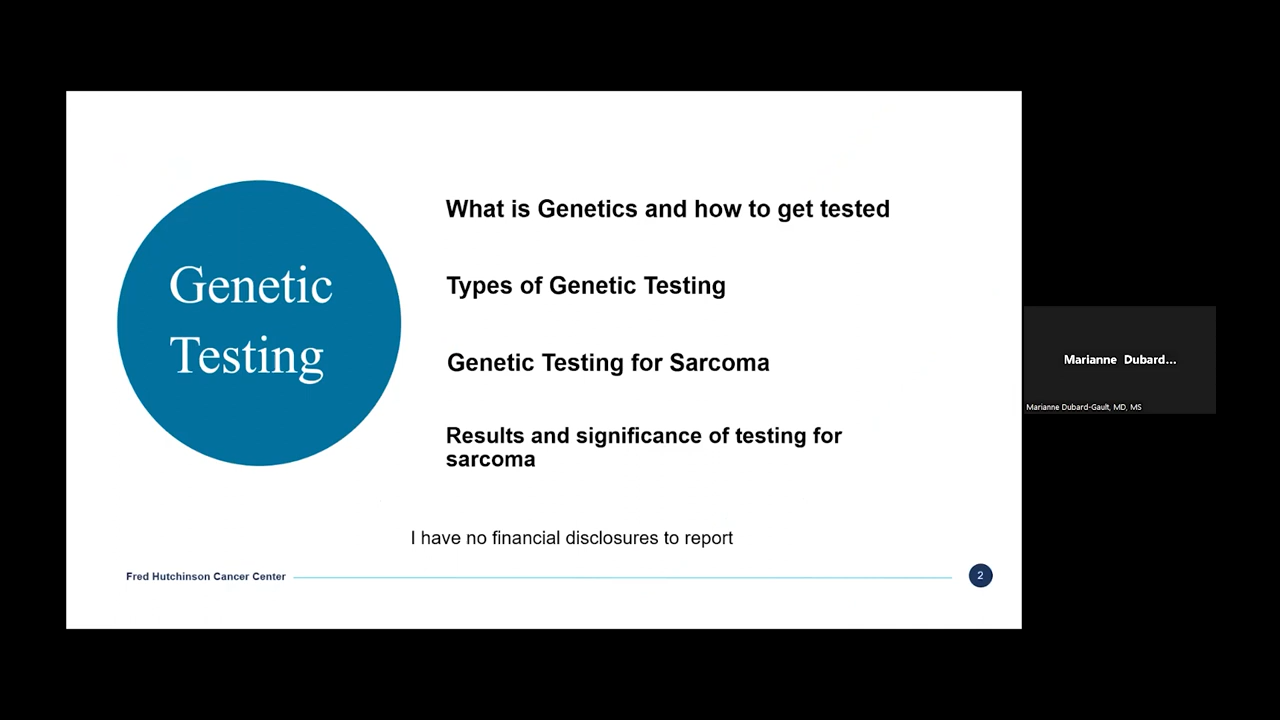 Genetic
Testing
What is Genetics and how to get tested
Types of Genetic Testing
Genetic Testing for Sarcoma
Results and significance of testing for
sarcoma
I have no financial disclosures to report
Fred Hutchinson Cancer Center
2
Marianne Dubard...
Marianne Dubard-Gault, MD, MS